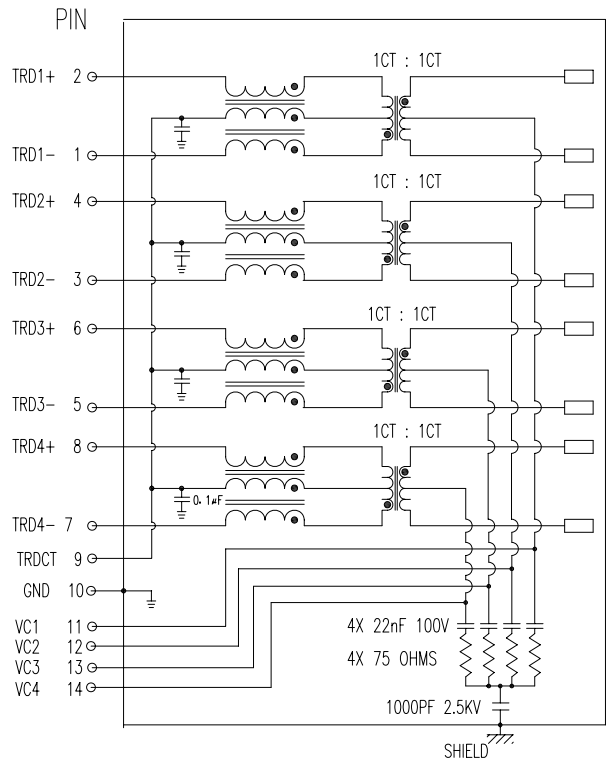 PIN
1CT : 1CT
TRD1+ 2
TRD1- 1
1CT : 1CT
TRD2+ 4
TRD2- 3
1CT : 1CT
TRD3+ 6
TRD3- 5
1CT : 1CT
TRD4+ 8
0.1µF
TRD4- 7
TRDCT 9
GND 10
VC1 11
4X 22nF 100V
VC2 12
VC3 13
4X 75 OHMS
VC4 14
1000PF 2.5KV
SHIELD